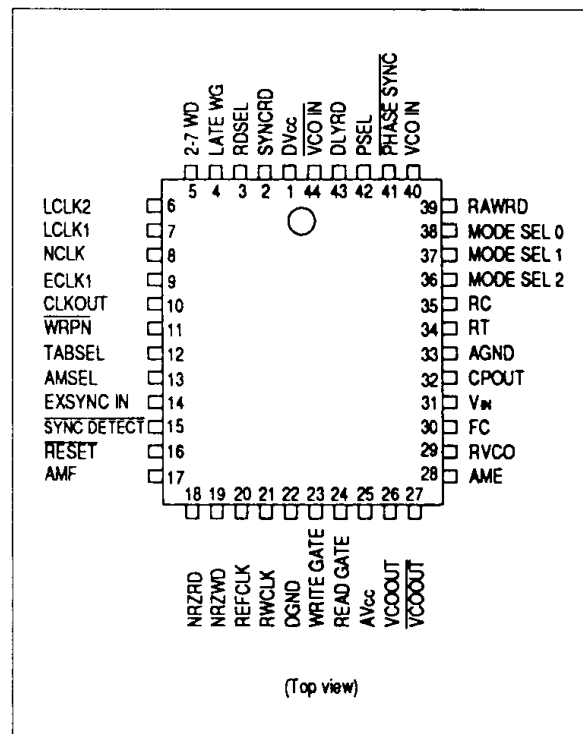 2-7 WD
LATE WG
RDSEL
SYNCRD
DVcc
VCO IN
DLYRD
PSEL
PHASE SYNC
VCO IN
5 4 3 2 1 44 43 42 41 40
LCLK2 6
LCLK1 7
NCLK 8
ECLK1 9
CLKOUT 10
WRPN 11
TABSEL 12
AMSEL 13
EXSYNC IN 14
SYNC DETECT 15
RESET 16
AMF 17
39 RAWRD
38 MODE SEL 0
37 MODE SEL 1
36 MODE SEL 2
35 RC
34 RT
33 AGND
32 CPOUT
31 VIN
30 FC
29 RVCO
28 AME
18 19 20 21 22 23 24 25 26 27
NRZRD
NRZWD
REFCLK
RWCLK
DGND
WRITE GATE
READ GATE
AVcc
VCOOUT
VCOOUT
(Top view)